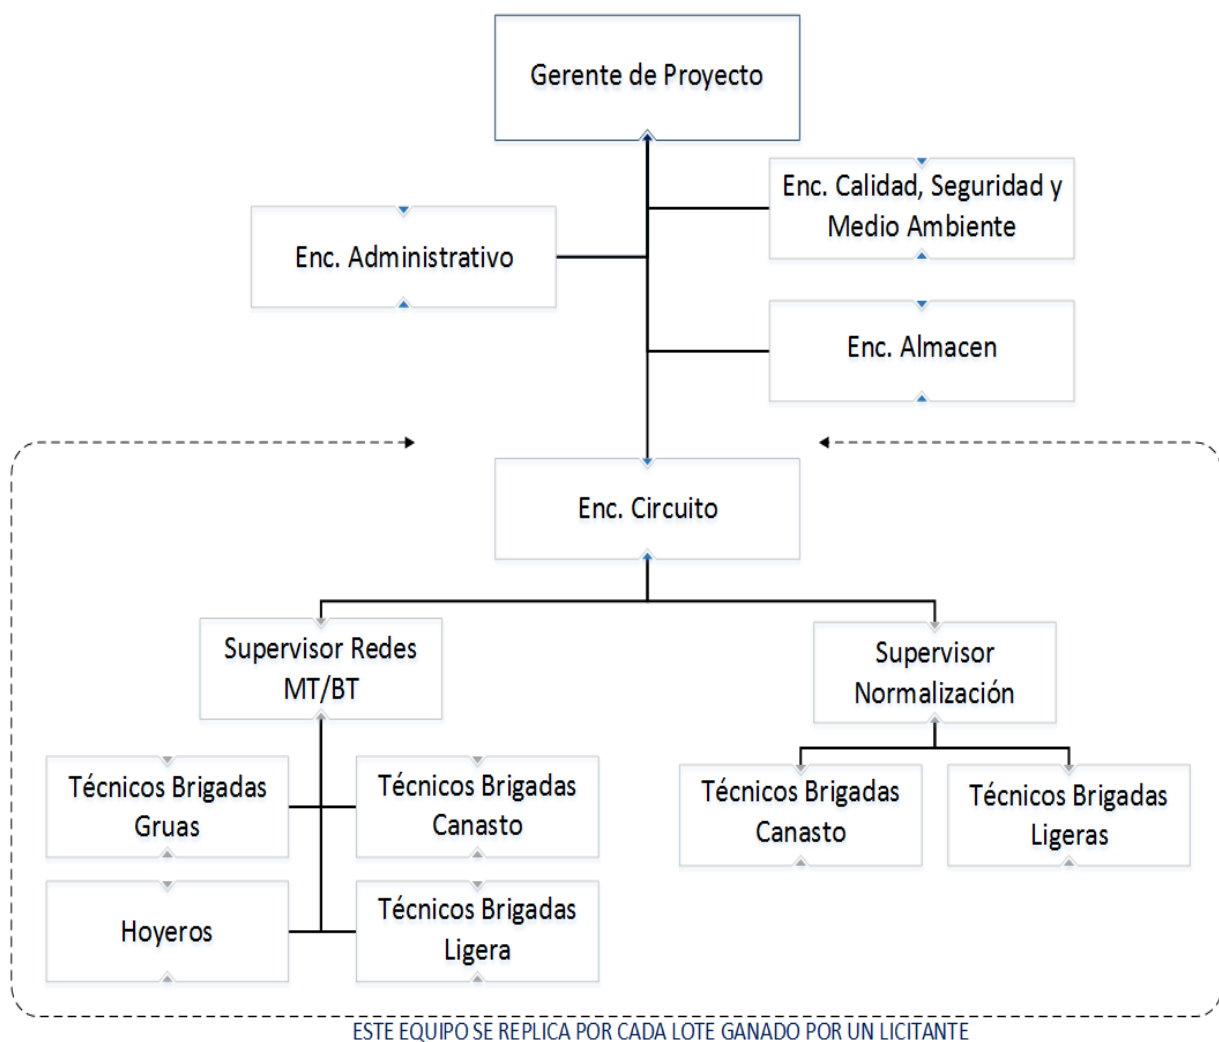 Gerente de Proyecto
Enc. Calidad, Seguridad y
Medio Ambiente
Enc. Administrativo
Enc. Almacen
Enc. Circuito
Supervisor Redes
MT/BT
Supervisor
Normalización
Técnicos Brigadas
Gruas
Técnicos Brigadas
Canasto
Técnicos Brigadas
Canasto
Técnicos Brigadas
Ligeras
Hoyeros
Técnicos Brigadas
Ligera
ESTE EQUIPO SE REPLICA POR CADA LOTE GANADO POR UN LICITANTE